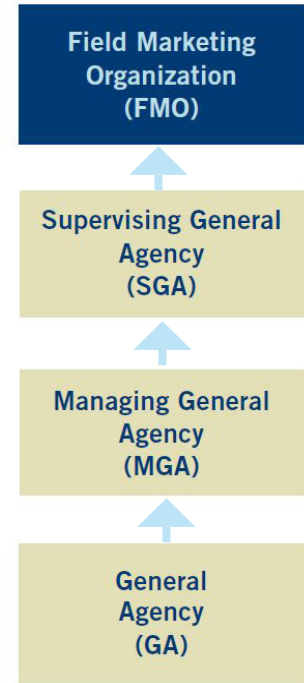 Field Marketing
Organization
(FMO)
Supervising General
Agency
(SGA)
Managing General
Agency
(MGA)
General
Agency
(GA)